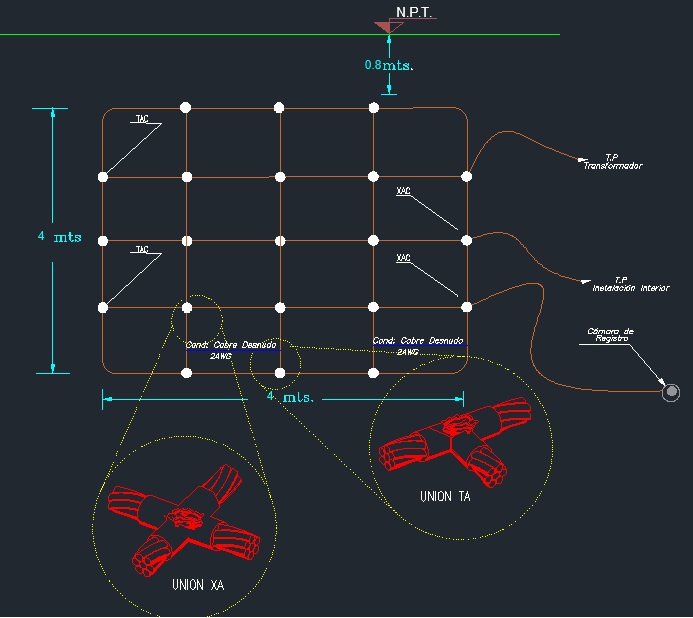 N.P.T.
0.8mts.
TAC
T.P
Transformador
XAC
4 mts
TAC
XAC
T.P
Instalación Interior
Cámara de
Registro
Cond: Cobre Desnudo
2AWG
Cond: Cobre Desnudo
2AWG
4 mts.
UNION TA
UNION XA